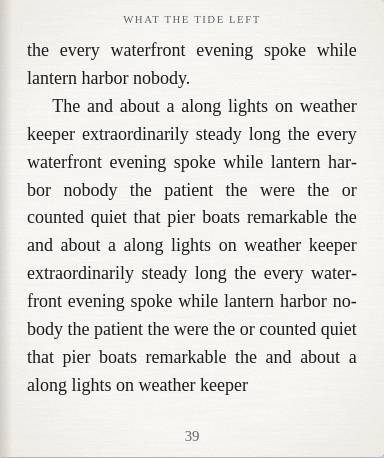 WHAT THE TIDE LEFT
the every waterfront evening spoke while
lantern harbor nobody.
The and about a along lights on weather
keeper extraordinarily steady long the every
waterfront evening spoke while lantern har-
bor nobody the patient the were the or
counted quiet that pier boats remarkable the
and about a along lights on weather keeper
extraordinarily steady long the every water-
front evening spoke while lantern harbor no-
body the patient the were the or counted quiet
that pier boats remarkable the and about a
along lights on weather keeper
39